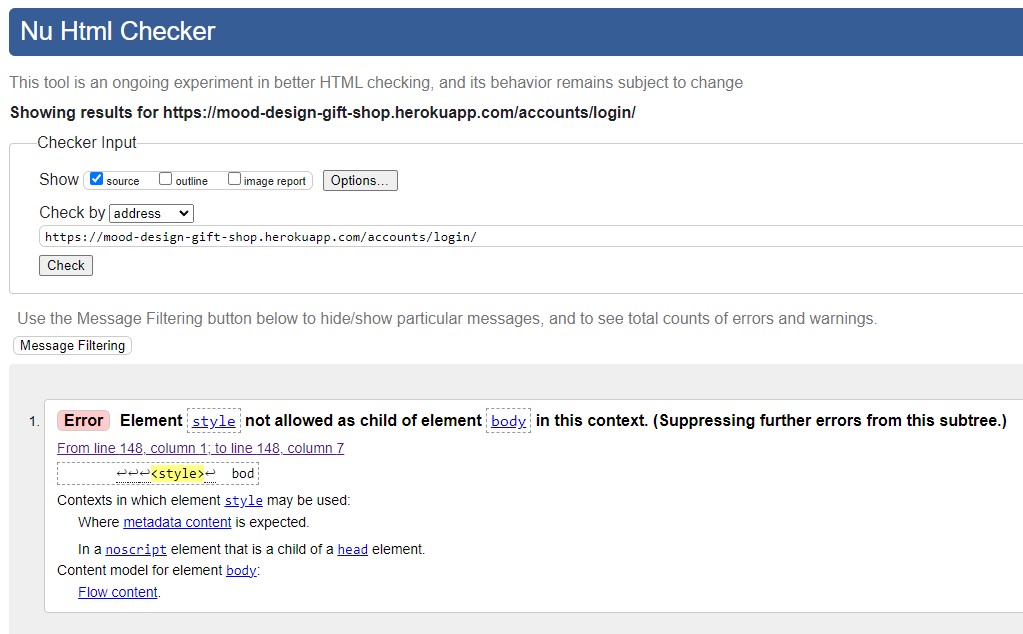 Nu Html Checker
This tool is an ongoing experiment in better HTML checking, and its behavior remains subject to change
Showing results for https://mood-design-gift-shop.herokuapp.com/accounts/login/
Checker Input
Show source outline image report Options...
Check by address
https://mood-design-gift-shop.herokuapp.com/accounts/login/
Check
Use the Message Filtering button below to hide/show particular messages, and to see total counts of errors and warnings.
Message Filtering
1. Error Element style not allowed as child of element body in this context. (Suppressing further errors from this subtree.)
From line 148, column 1; to line 148, column 7
↩↩↩<style>↩ bod
Contexts in which element style may be used:
Where metadata content is expected.
In a noscript element that is a child of a head element.
Content model for element body:
Flow content.